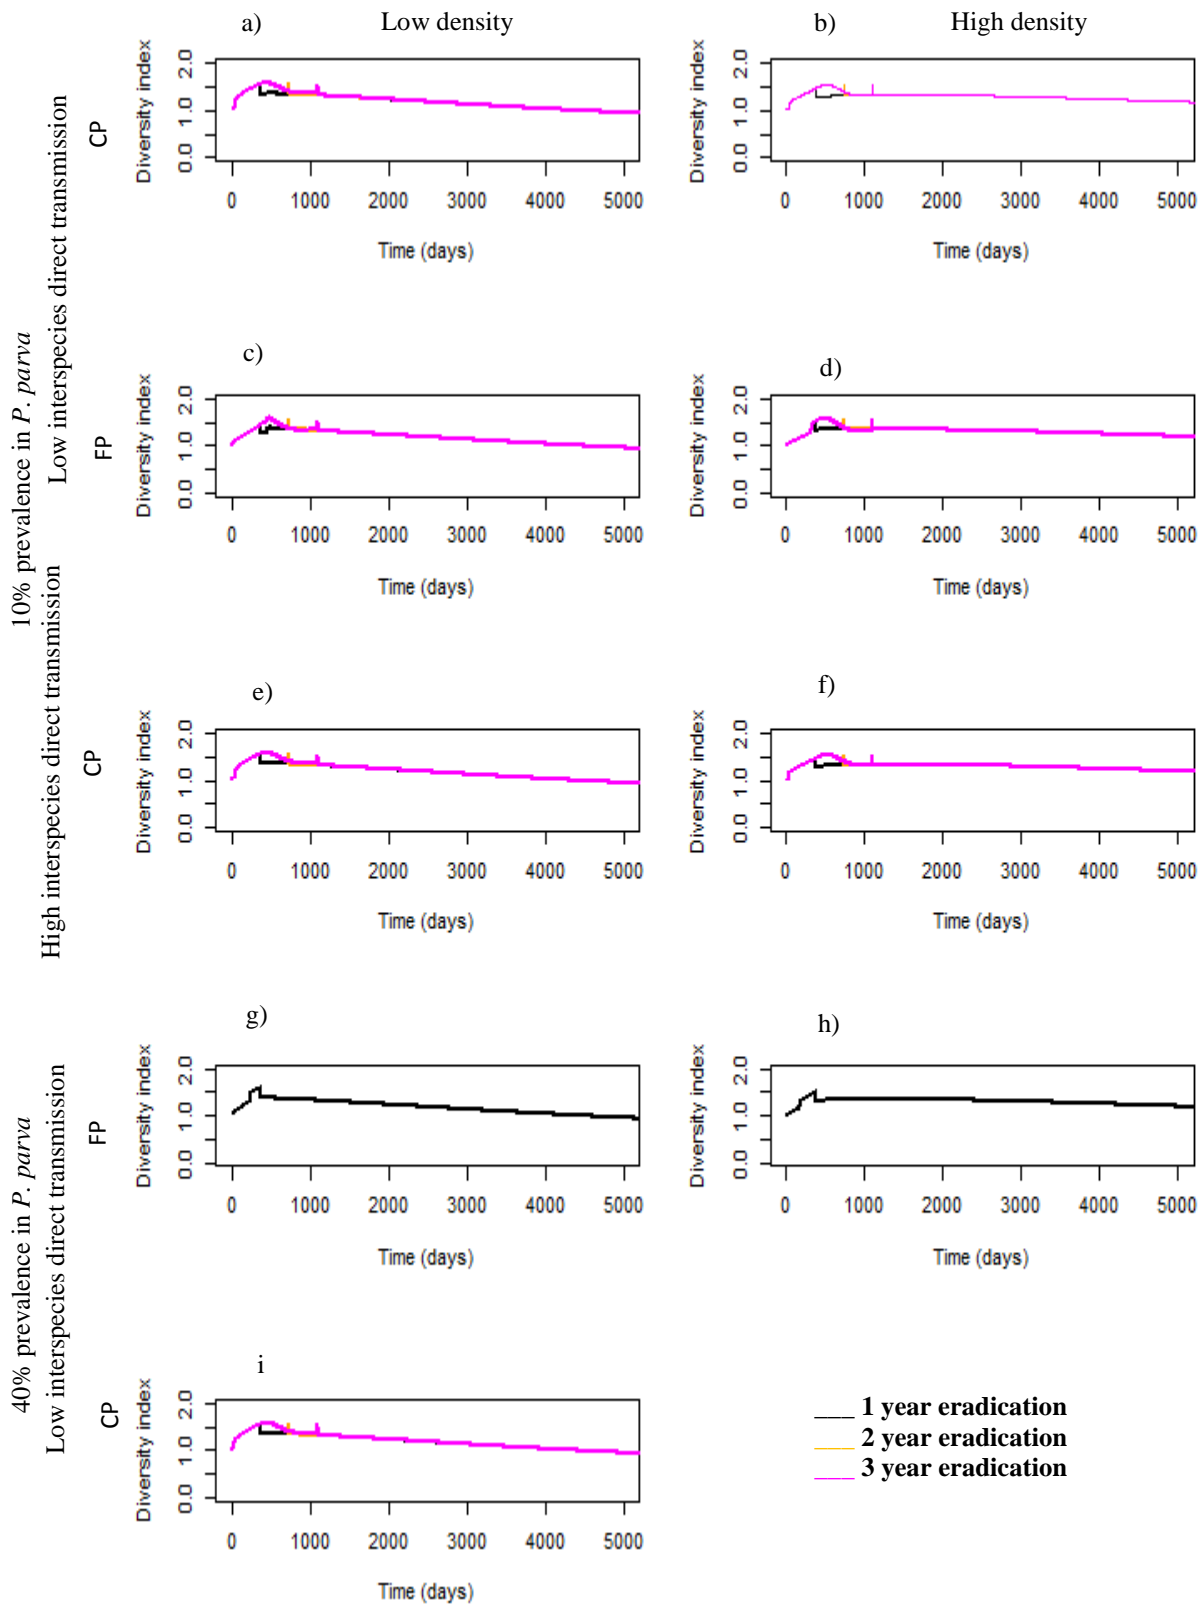 a) Low density b) High density
10% prevalence in P. parva
Low interspecies direct transmission
High interspecies direct transmission
40% prevalence in P. parva
Low interspecies direct transmission
CP
Diversity index
0.0 1.0 2.0
0 1000 2000 3000 4000 5000
Time (days)
Diversity index
0.0 1.0 2.0
0 1000 2000 3000 4000 5000
Time (days)
c) d)
FP
Diversity index
0.0 1.0 2.0
0 1000 2000 3000 4000 5000
Time (days)
Diversity index
0.0 1.0 2.0
0 1000 2000 3000 4000 5000
Time (days)
e) f)
CP
Diversity index
0.0 1.0 2.0
0 1000 2000 3000 4000 5000
Time (days)
Diversity index
0.0 1.0 2.0
0 1000 2000 3000 4000 5000
Time (days)
g) h)
FP
Diversity index
0.0 1.0 2.0
0 1000 2000 3000 4000 5000
Time (days)
Diversity index
0.0 1.0 2.0
0 1000 2000 3000 4000 5000
Time (days)
i
CP
Diversity index
0.0 1.0 2.0
0 1000 2000 3000 4000 5000
Time (days)
___ 1 year eradication
___ 2 year eradication
___ 3 year eradication